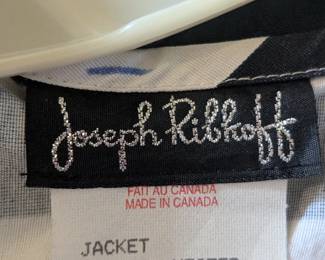 Joseph Ribkoff
FAIT AU CANADA
MADE IN CANADA
JACKET